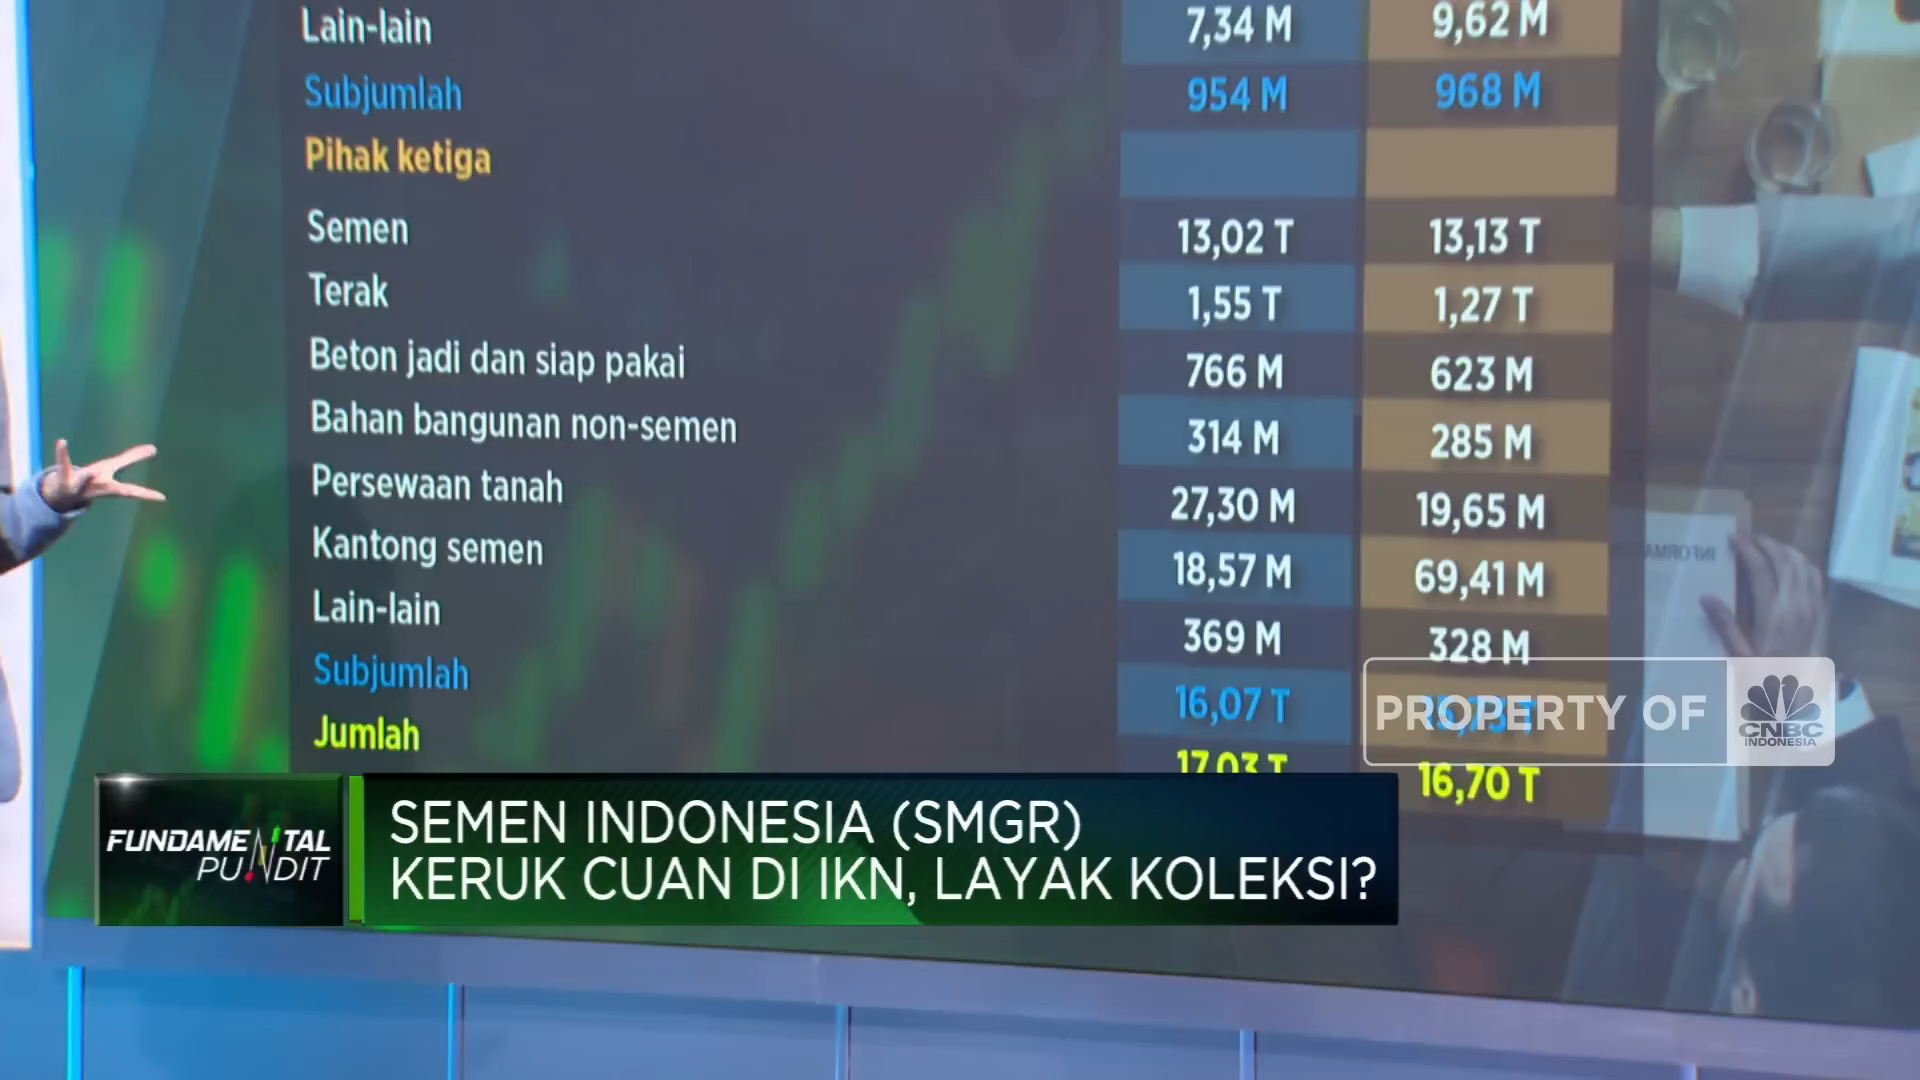 Lain-lain 7,34 M 9,62 M
Subjumlah 954 M 968 M
Pihak ketiga
Semen 13,02 T 13,13 T
Terak 1,55 T 1,27 T
Beton jadi dan siap pakai 766 M 623 M
Bahan bangunan non-semen 314 M 285 M
Persewaan tanah 27,30 M 19,65 M
Kantong semen 18,57 M 69,41 M
Lain-lain 369 M 328 M
Subjumlah 16,07 T
Jumlah 17,03 T 16,70 T
PROPERTY OF CNBC INDONESIA
FUNDAMENTAL
PUNDIT
SEMEN INDONESIA (SMGR)
KERUK CUAN DI IKN, LAYAK KOLEKSI?